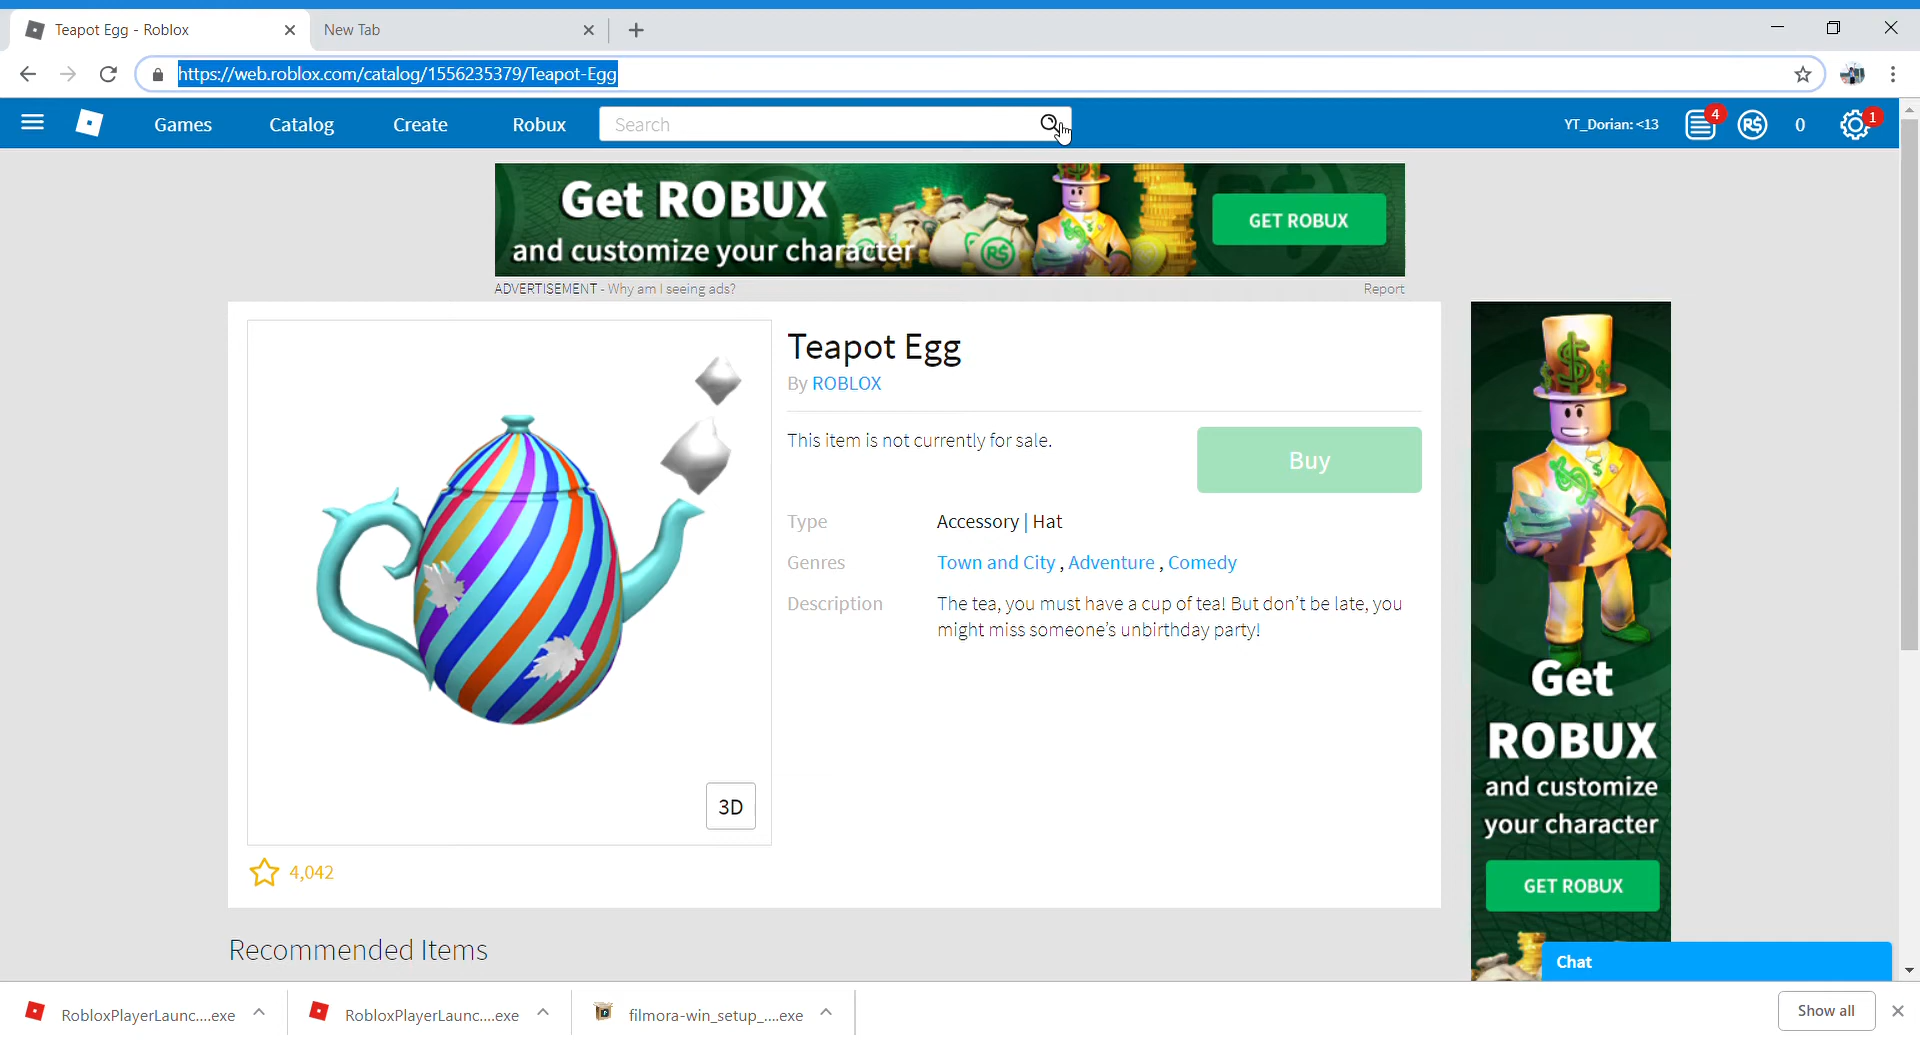 Teapot Egg - Roblox
New Tab
https://web.roblox.com/catalog/1556235379/Teapot-Egg
Games Catalog Create Robux Search YT_Dorian: <13 4 R$ 0 1
Get ROBUX
and customize your character
R$
GET ROBUX
ADVERTISEMENT - Why am I seeing ads? Report
Teapot Egg
By ROBLOX
This item is not currently for sale.
Buy
Type Accessory | Hat
Genres Town and City , Adventure , Comedy
Description The tea, you must have a cup of tea! But don't be late, you
might miss someone's unbirthday party!
3D
4,042
Recommended Items
Get
ROBUX
and customize
your character
GET ROBUX
Chat
RobloxPlayerLaunc....exe
RobloxPlayerLaunc....exe
filmora-win_setup_....exe
Show all